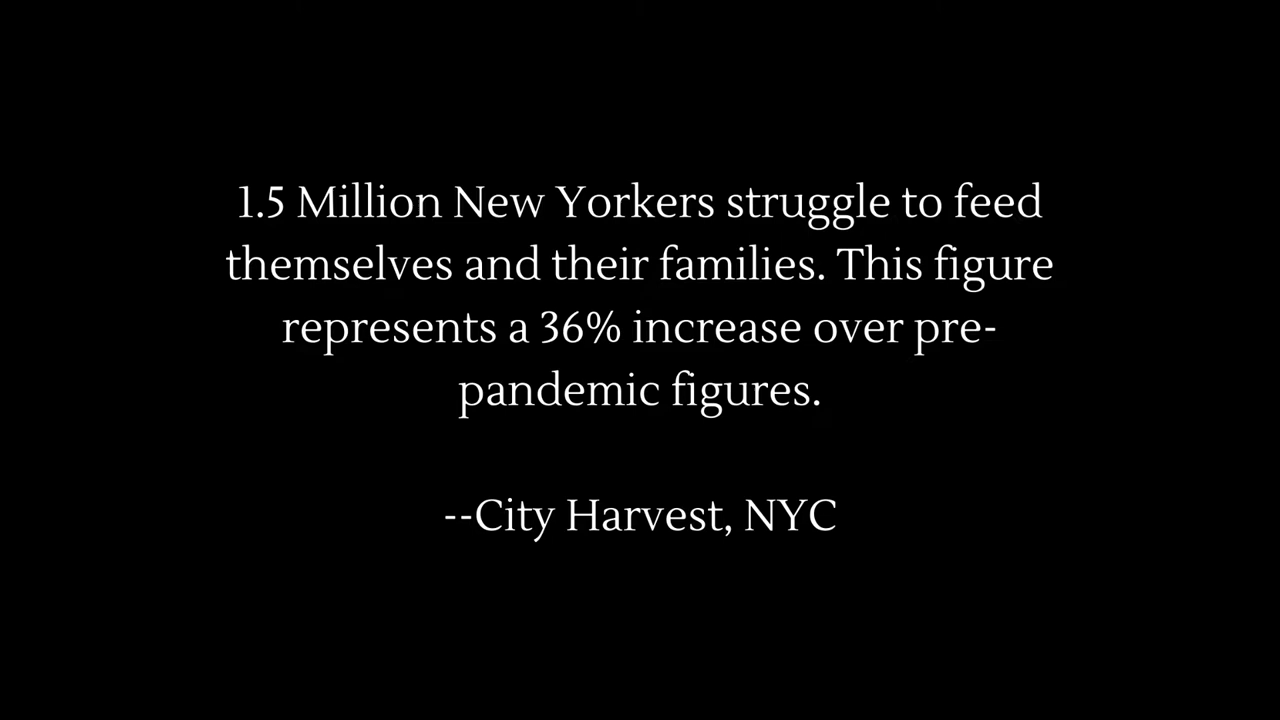 1.5 Million New Yorkers struggle to feed
themselves and their families. This figure
represents a 36% increase over pre-
pandemic figures.
--City Harvest, NYC